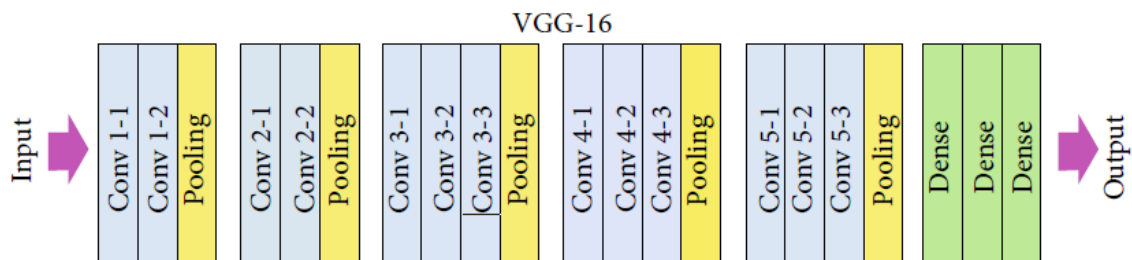 VGG-16
Input
Conv 1-1
Conv 1-2
Pooling
Conv 2-1
Conv 2-2
Pooling
Conv 3-1
Conv 3-2
Conv 3-3
Pooling
Conv 4-1
Conv 4-2
Conv 4-3
Pooling
Conv 5-1
Conv 5-2
Conv 5-3
Pooling
Dense
Dense
Dense
Output